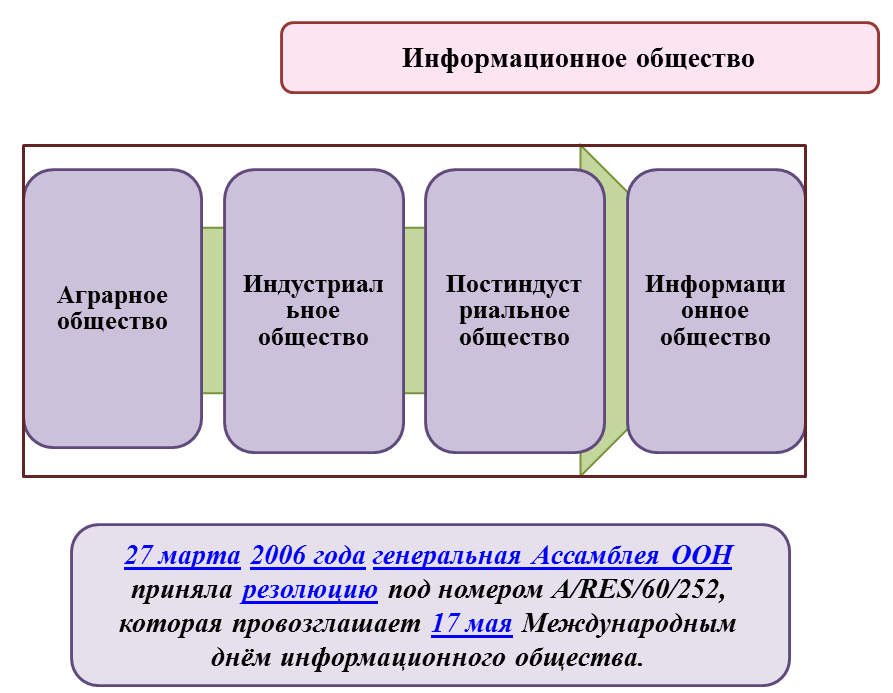 Информационное общество
Аграрное
общество
Индустриал
ьное
общество
Постиндуст
риальное
общество
Информаци
онное
общество
27 марта 2006 года генеральная Ассамблея ООН
приняла резолюцию под номером A/RES/60/252,
которая провозглашает 17 мая Международным
днём информационного общества.